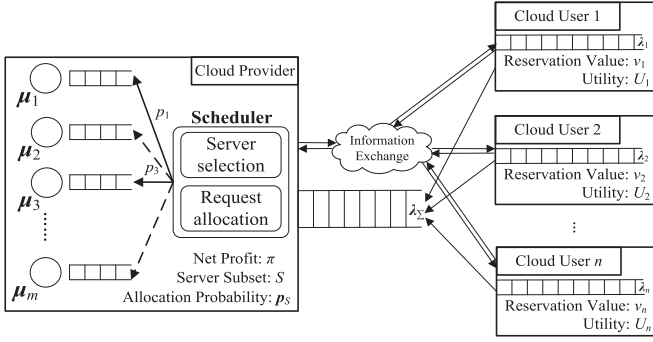 Cloud Provider
μ1
μ2
μ3
......
μm
p1
p3
Scheduler
Server
selection
Request
allocation
Net Profit: π
Server Subset: S
Allocation Probability: pS
Information
Exchange
λΣ
Cloud User 1
λ1
Reservation Value: v1
Utility: U1
Cloud User 2
λ2
Reservation Value: v2
Utility: U2
...
Cloud User n
λn
Reservation Value: vn
Utility: Un